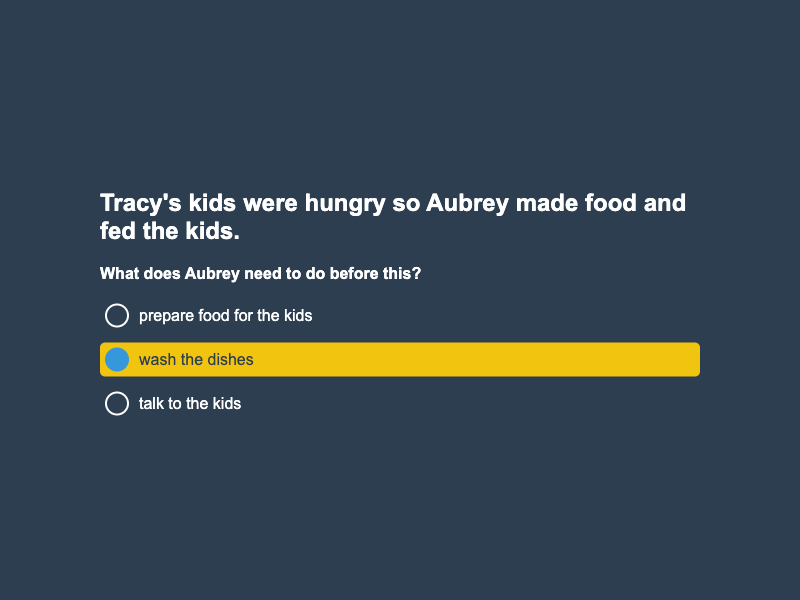 Tracy's kids were hungry so Aubrey made food and
fed the kids.
What does Aubrey need to do before this?
prepare food for the kids
wash the dishes
talk to the kids